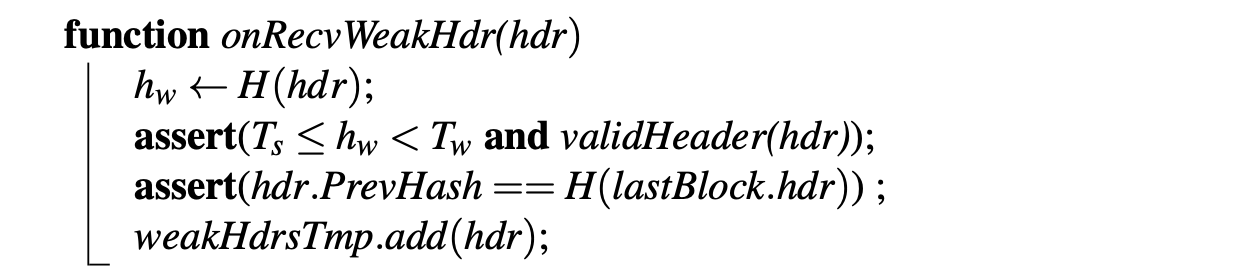 function onRecvWeakHdr(hdr)
h_w ← H(hdr);
assert(T_s ≤ h_w < T_w and validHeader(hdr));
assert(hdr.PrevHash == H(lastBlock.hdr)) ;
weakHdrsTmp.add(hdr);